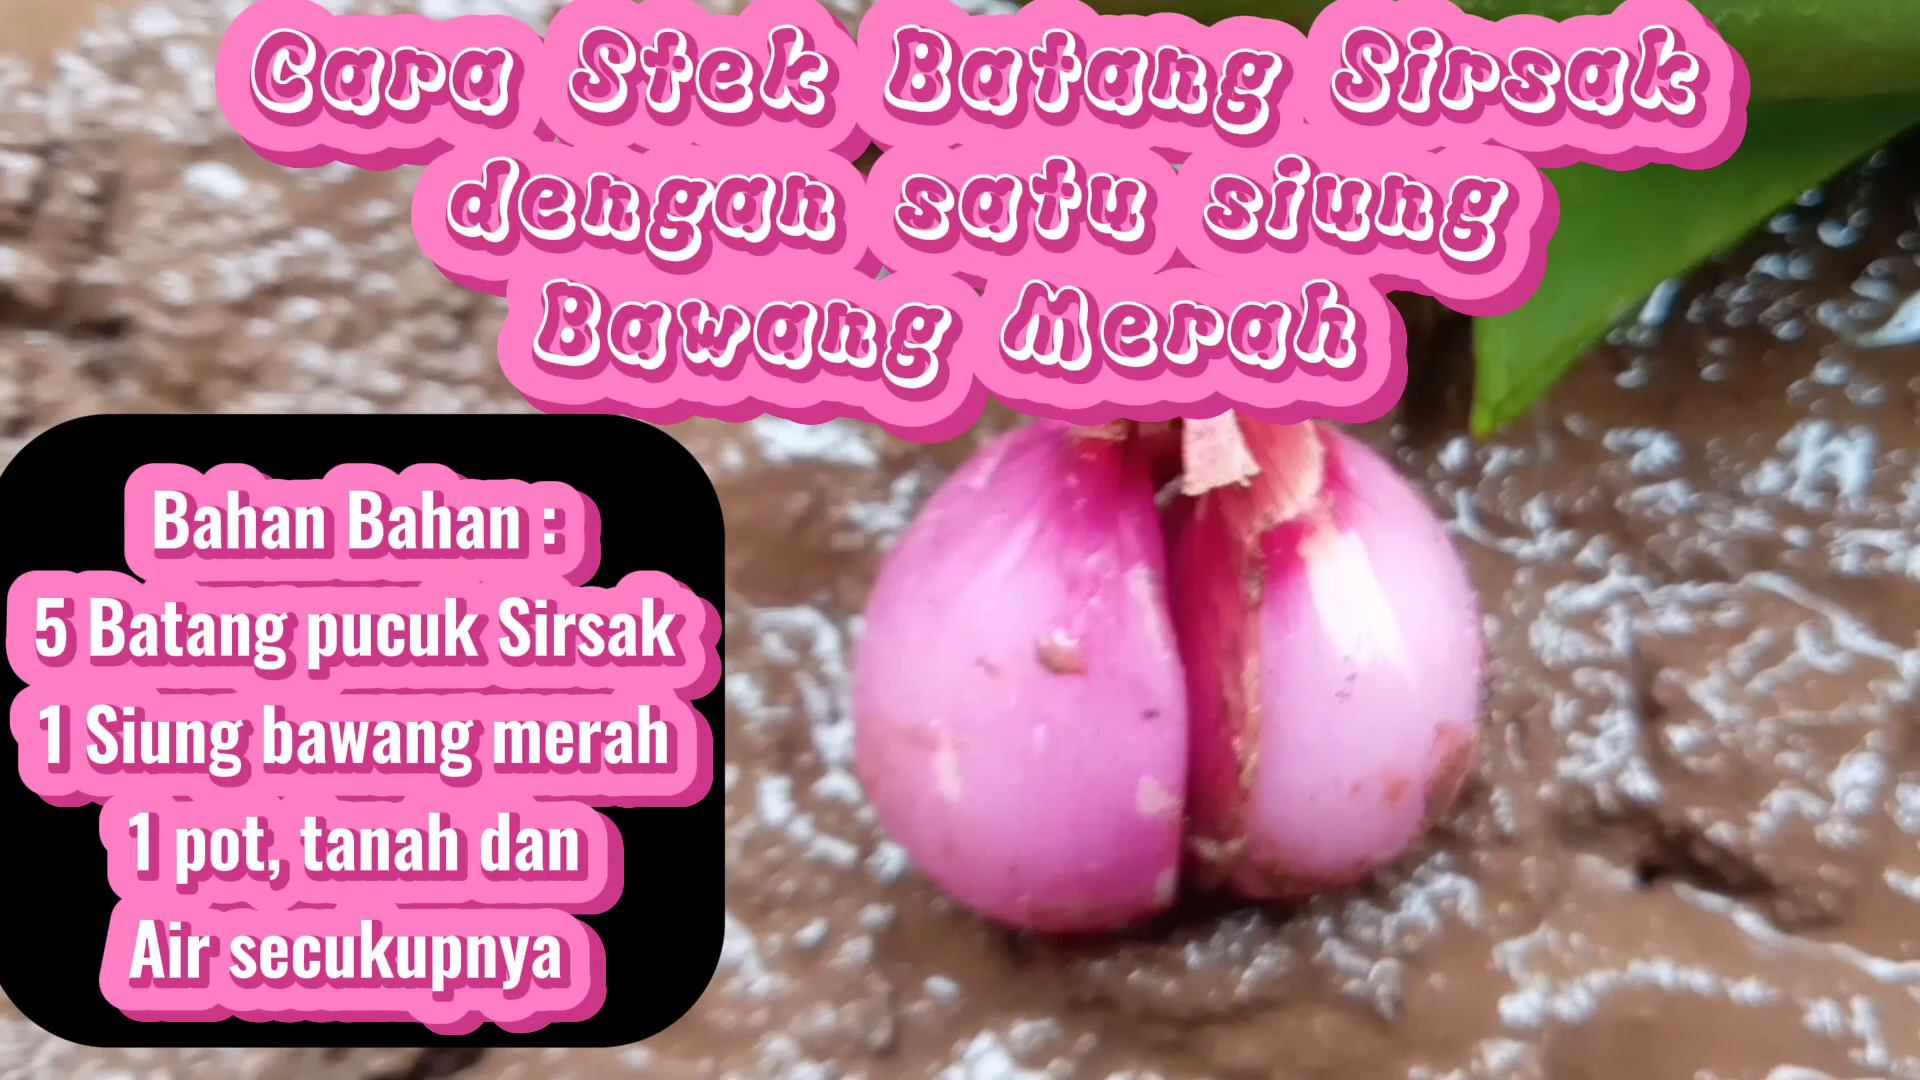 Cara Stek Batang Sirsak
dengan satu siung
Bawang Merah
Bahan Bahan :
5 Batang pucuk Sirsak
1 Siung bawang merah
1 pot, tanah dan
Air secukupnya